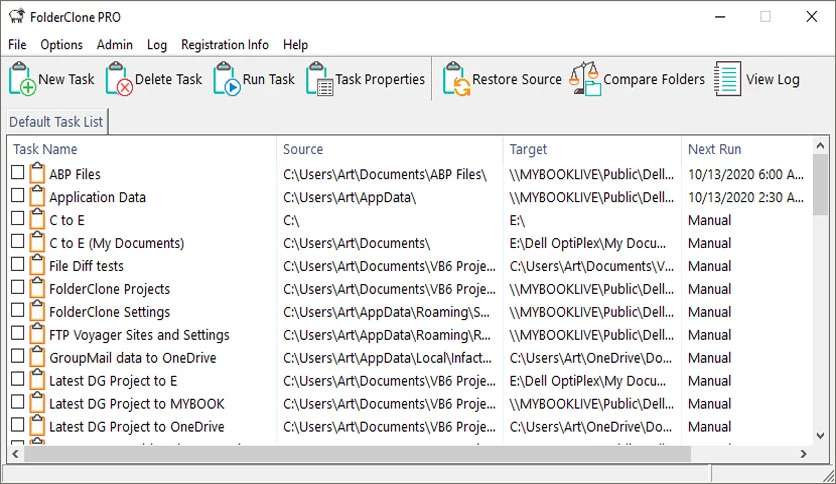 FolderClone PRO
File Options Admin Log Registration Info Help
New Task Delete Task Run Task Task Properties Restore Source Compare Folders View Log
Default Task List
Task Name Source Target Next Run
ABP Files C:\Users\Art\Documents\ABP Files\ \\MYBOOKLIVE\Public\Dell... 10/13/2020 6:00 A...
Application Data C:\Users\Art\AppData\ \\MYBOOKLIVE\Public\Dell... 10/13/2020 2:30 A...
C to E C:\ E:\ Manual
C to E (My Documents) C:\Users\Art\Documents\ E:\Dell OptiPlex\My Docu... Manual
File Diff tests C:\Users\Art\Documents\VB6 Proje... C:\Users\Art\Documents\V... Manual
FolderClone Projects C:\Users\Art\Documents\VB6 Proje... \\MYBOOKLIVE\Public\Dell... Manual
FolderClone Settings C:\Users\Art\AppData\Roaming\S... \\MYBOOKLIVE\Public\Dell... Manual
FTP Voyager Sites and Settings C:\Users\Art\AppData\Roaming\R... \\MYBOOKLIVE\Public\Dell... Manual
GroupMail data to OneDrive C:\Users\Art\AppData\Local\Infact... C:\Users\Art\OneDrive\Do... Manual
Latest DG Project to E C:\Users\Art\Documents\VB6 Proje... E:\Dell OptiPlex\My Docu... Manual
Latest DG Project to MYBOOK C:\Users\Art\Documents\VB6 Proje... \\MYBOOKLIVE\Public\Dell... Manual
Latest DG Project to OneDrive C:\Users\Art\Documents\VB6 Proje... C:\Users\Art\OneDrive\Do... Manual